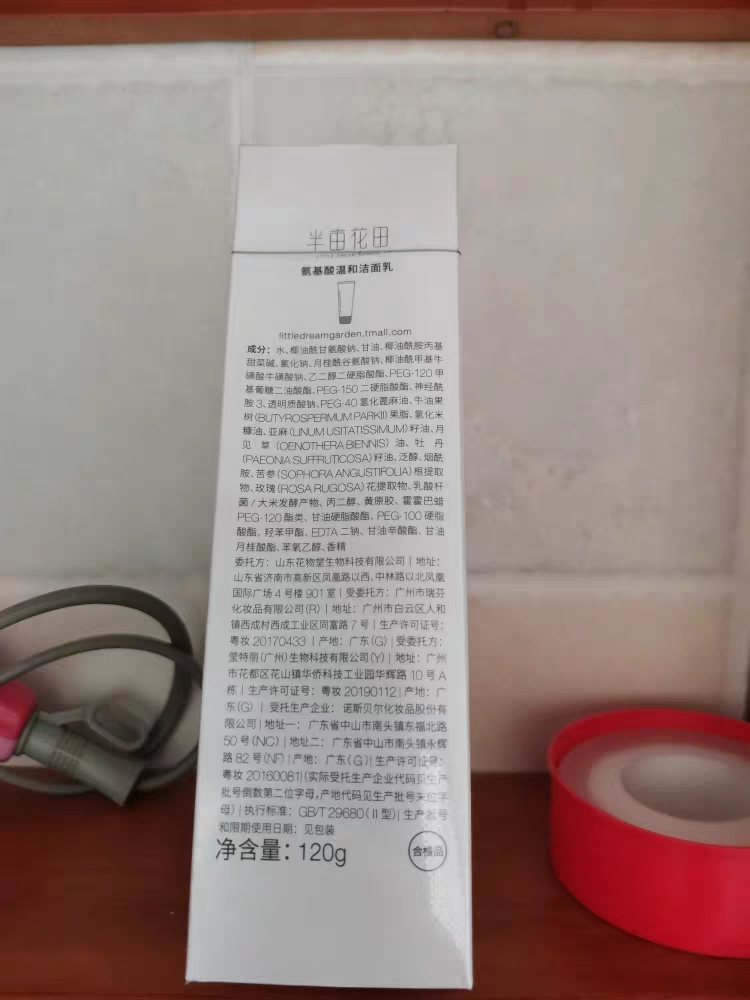 半亩花田
LITTLE DREAM GARDEN
氨基酸温和洁面乳
littledreamgarden.tmall.com
成分：水、椰油酰甘氨酸钠、甘油、椰油酰胺丙基
甜菜碱、氯化钠、月桂酰谷氨酸钠、椰油酰甲基牛
磺酸牛磺酸钠、乙二醇二硬脂酸酯、PEG-120 甲
基葡糖二油酸酯、PEG-150 二硬脂酸酯、神经酰
胺 3、透明质酸钠、PEG-40 氢化蓖麻油、牛油果
树(BUTYROSPERMUM PARKII)果脂、氢化米
糠油、亚麻(LINUM USITATISSIMUM)籽油、月
见草(OENOTHERA BIENNIS)油、牡丹
(PAEONIA SUFFRUTICOSA)籽油、泛醇、烟酰
胺、苦参(SOPHORA ANGUSTIFOLIA)根提取
物、玫瑰(ROSA RUGOSA)花提取物、乳酸杆
菌/大米发酵产物、丙二醇、黄原胶、霍霍巴蜡
PEG-120 酯类、甘油硬脂酸酯、PEG-100 硬脂
酸酯、羟苯甲酯、EDTA 二钠、甘油辛酸酯、甘油
月桂酸酯、苯氧乙醇、香精
委托方：山东花物堂生物科技有限公司 | 地址：
山东省济南市高新区凤凰路以西、中林路以北凤凰
国际广场 4 号楼 901 室 | 受委托方：广州市瑞芬
化妆品有限公司(R) | 地址：广州市白云区人和
镇西成村西成工业区同富路 7 号 | 生产许可证号：
粤妆 20170433 | 产地：广东(G) | 受委托方：
莹特丽(广州)生物科技有限公司(Y) | 地址：广州
市花都区花山镇华侨科技工业园华辉路 10 号 A
栋 | 生产许可证号：粤妆 20190112 | 产地：广
东(G) | 受托生产企业：诺斯贝尔化妆品股份有
限公司 | 地址一：广东省中山市南头镇东福北路
50 号(NC) | 地址二：广东省中山市南头镇永辉
路 82 号(NF) | 产地：广东(G) | 生产许可证号：
粤妆 20160081 | (实际受托生产企业代码见生产
批号倒数第二位字母,产地代码见生产批号末位字
母) | 执行标准：GB/T 29680(II 型) | 生产批号
和限期使用日期：见包装
净含量：120g
合格品